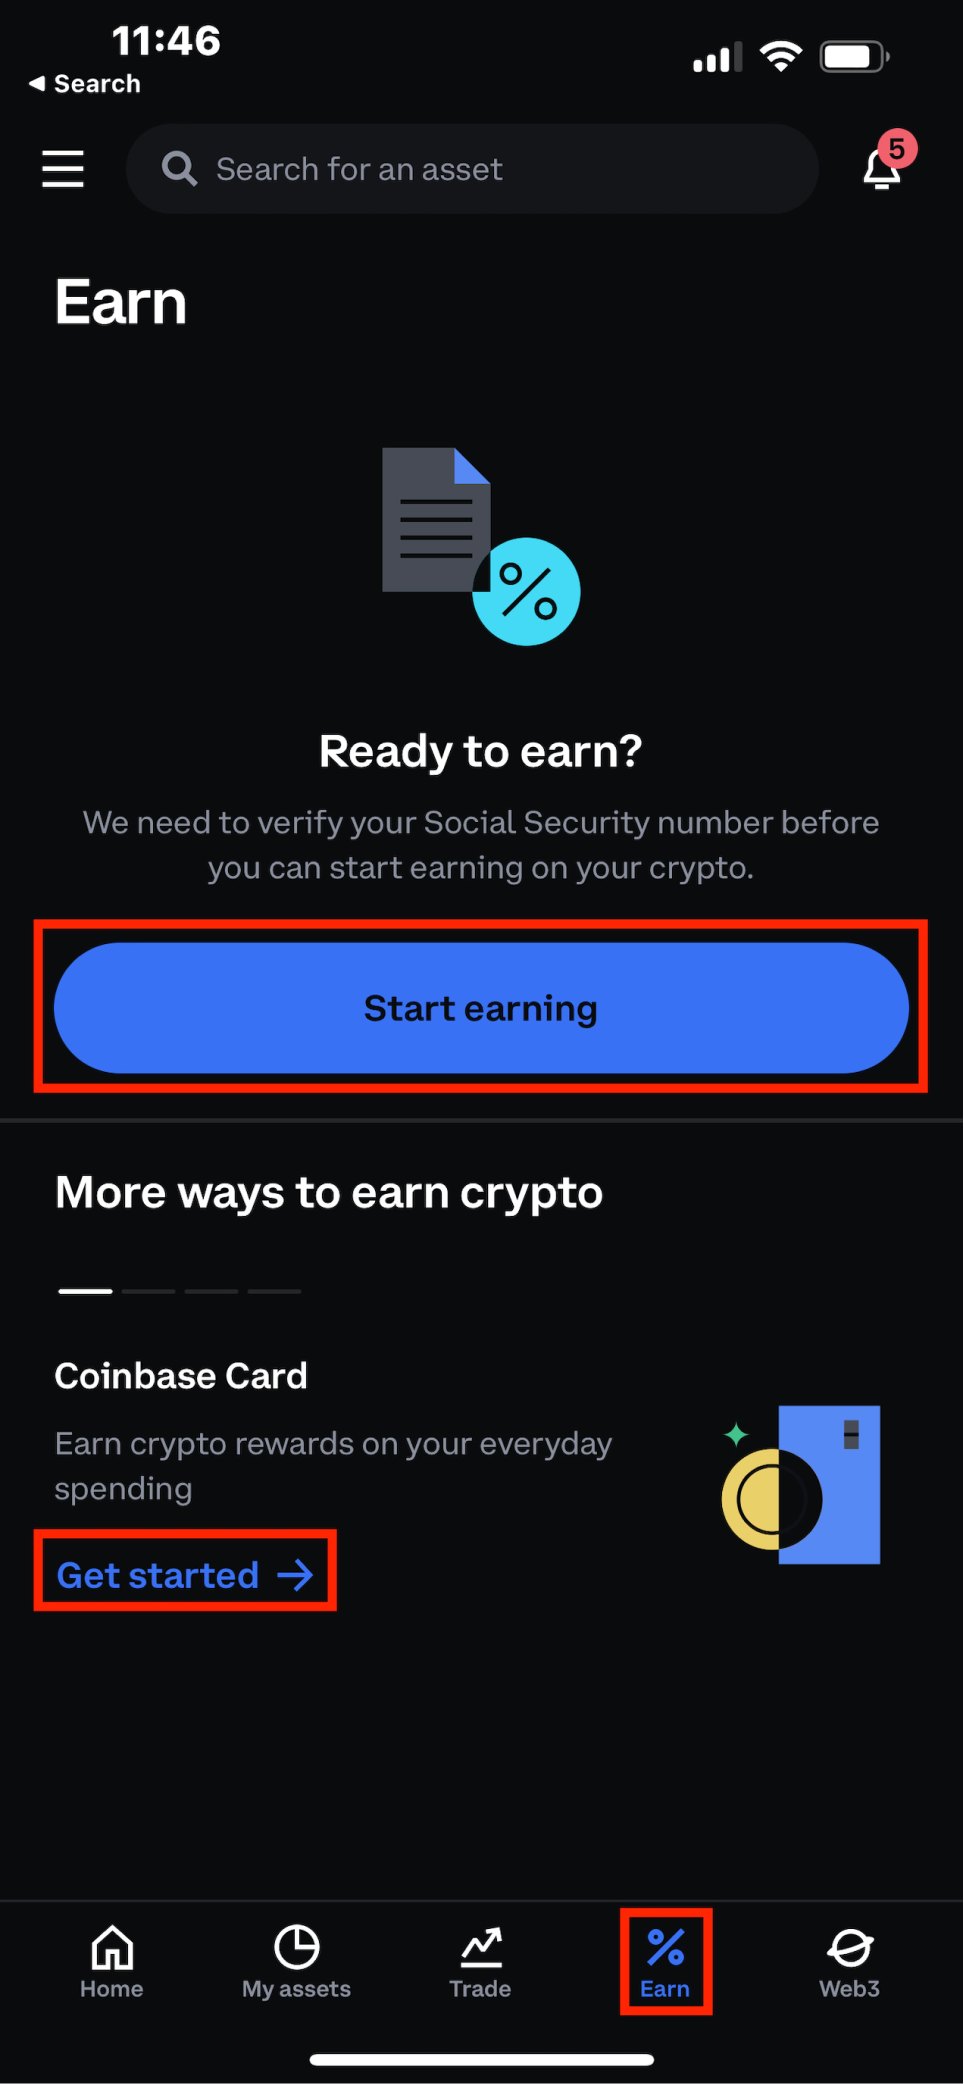 11:46
Search
Search for an asset
5
Earn
Ready to earn?
We need to verify your Social Security number before
you can start earning on your crypto.
Start earning
More ways to earn crypto
Coinbase Card
Earn crypto rewards on your everyday
spending
Get started →
Home
My assets
Trade
Earn
Web3